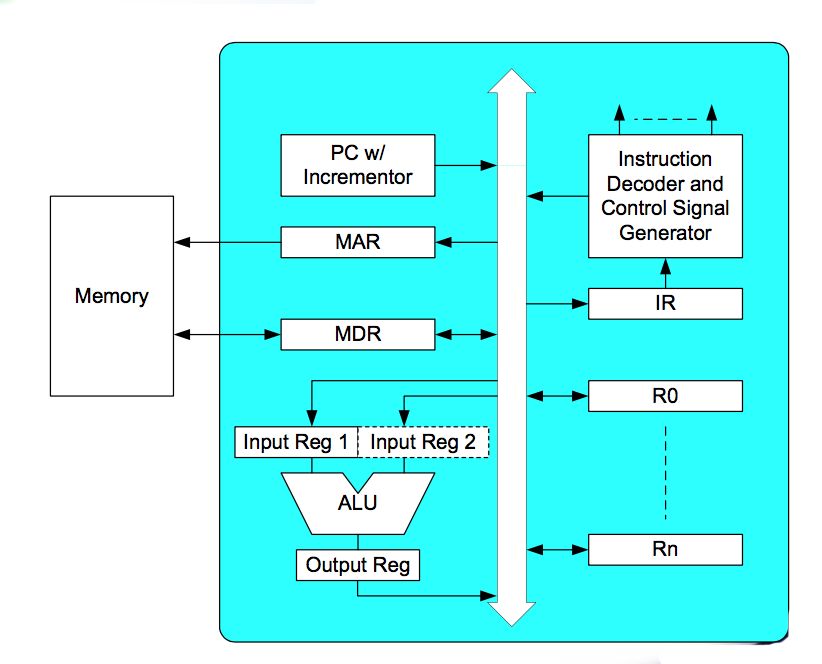 PC w/
Incrementor
Instruction
Decoder and
Control Signal
Generator
MAR
Memory
IR
MDR
R0
Input Reg 1
Input Reg 2
ALU
Rn
Output Reg